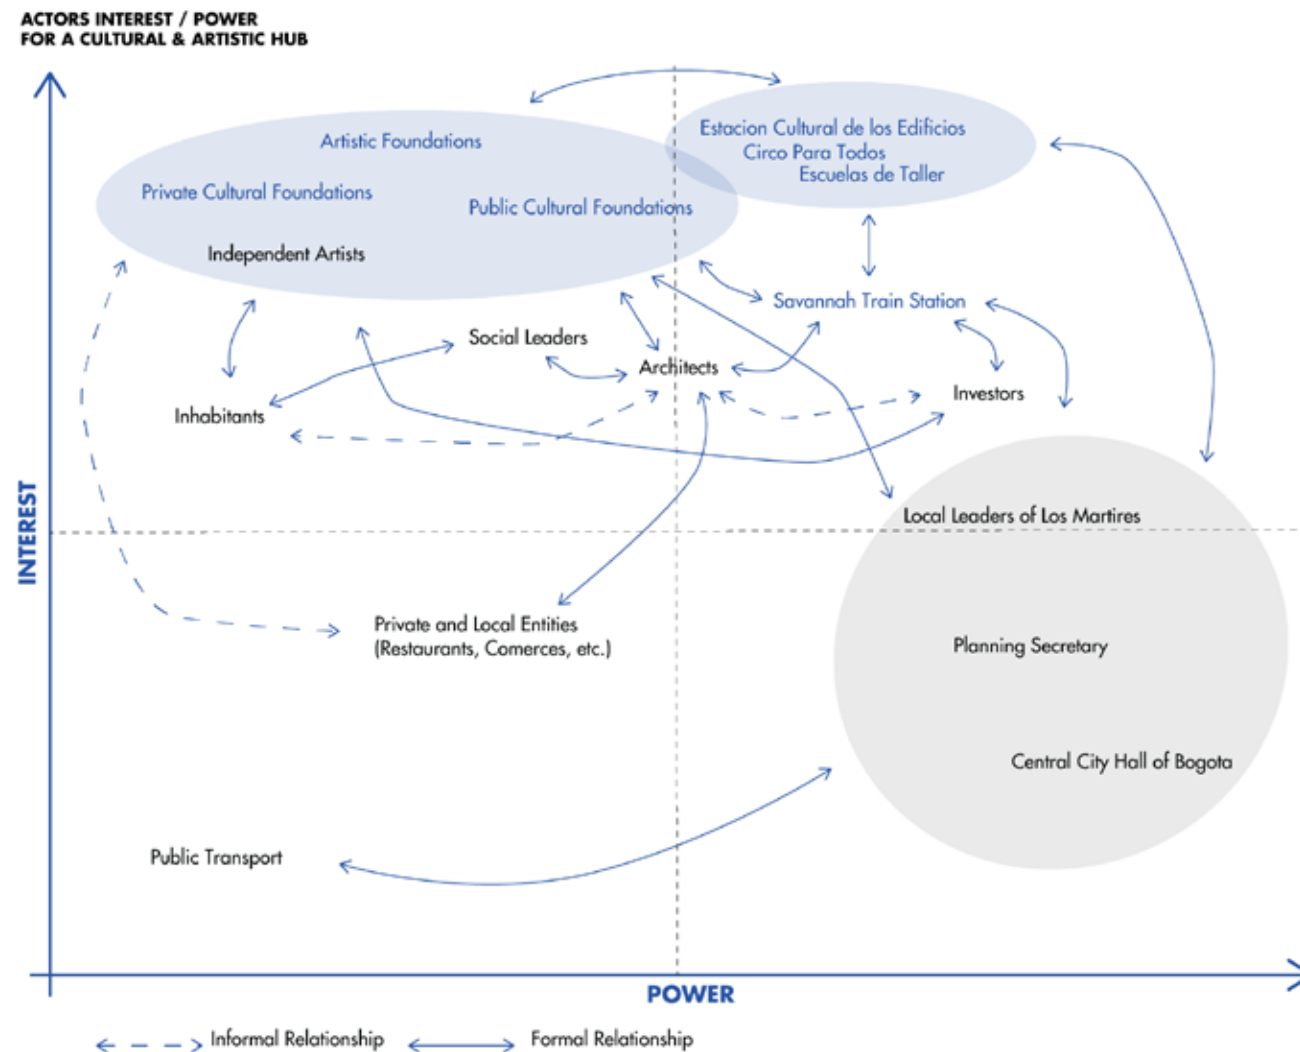 ACTORS INTEREST / POWER
FOR A CULTURAL & ARTISTIC HUB
Artistic Foundations
Private Cultural Foundations
Public Cultural Foundations
Independent Artists
Estacion Cultural de los Edificios
Circo Para Todos
Escuelas de Taller
Savannah Train Station
Social Leaders
Architects
Investors
Inhabitants
INTEREST
Local Leaders of Los Martires
Private and Local Entities
(Restaurants, Comerces, etc.)
Planning Secretary
Central City Hall of Bogota
Public Transport
POWER
Informal Relationship
Formal Relationship